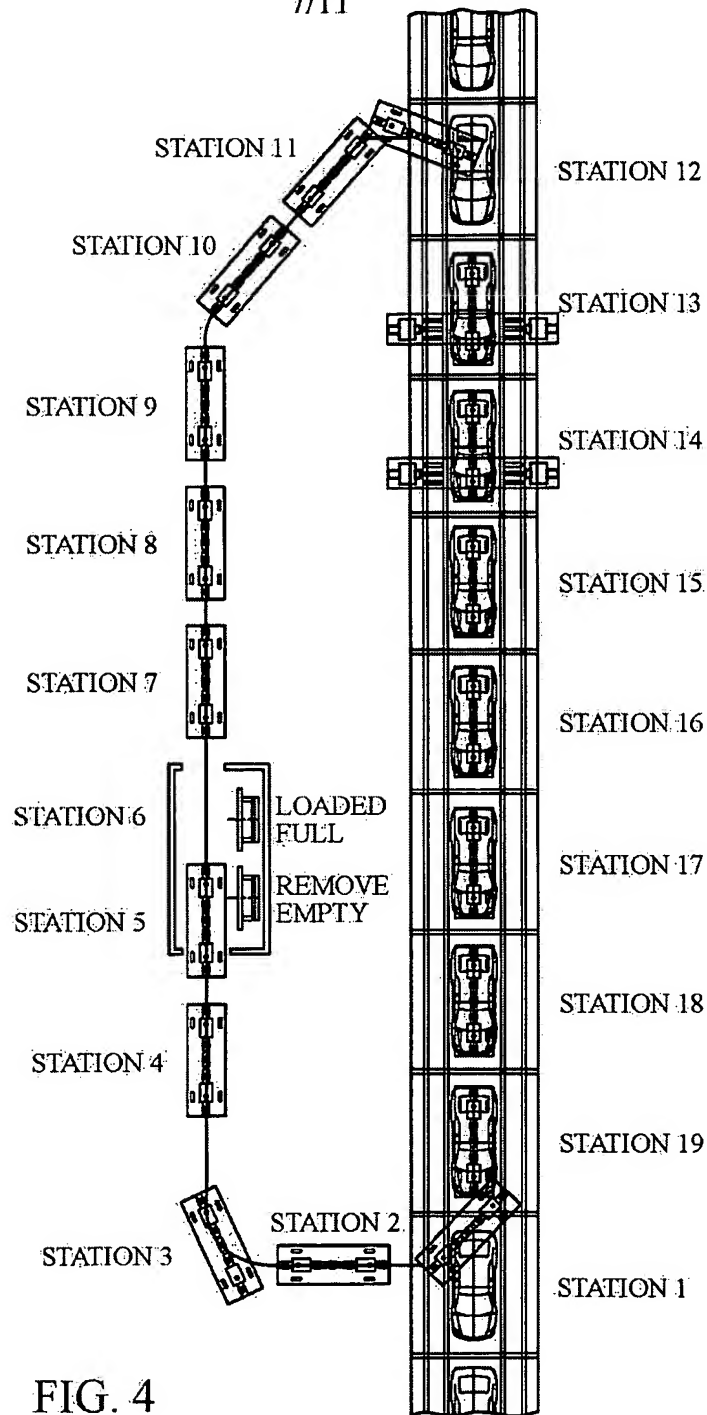 7/11
STATION 11
STATION 12
STATION 10
STATION 13
STATION 9
STATION 14
STATION 8
STATION 15
STATION 7
STATION 16
STATION 6
LOADED
FULL
STATION 17
REMOVE
EMPTY
STATION 5
STATION 18
STATION 4
STATION 19
STATION 2
STATION 3
STATION 1
FIG. 4